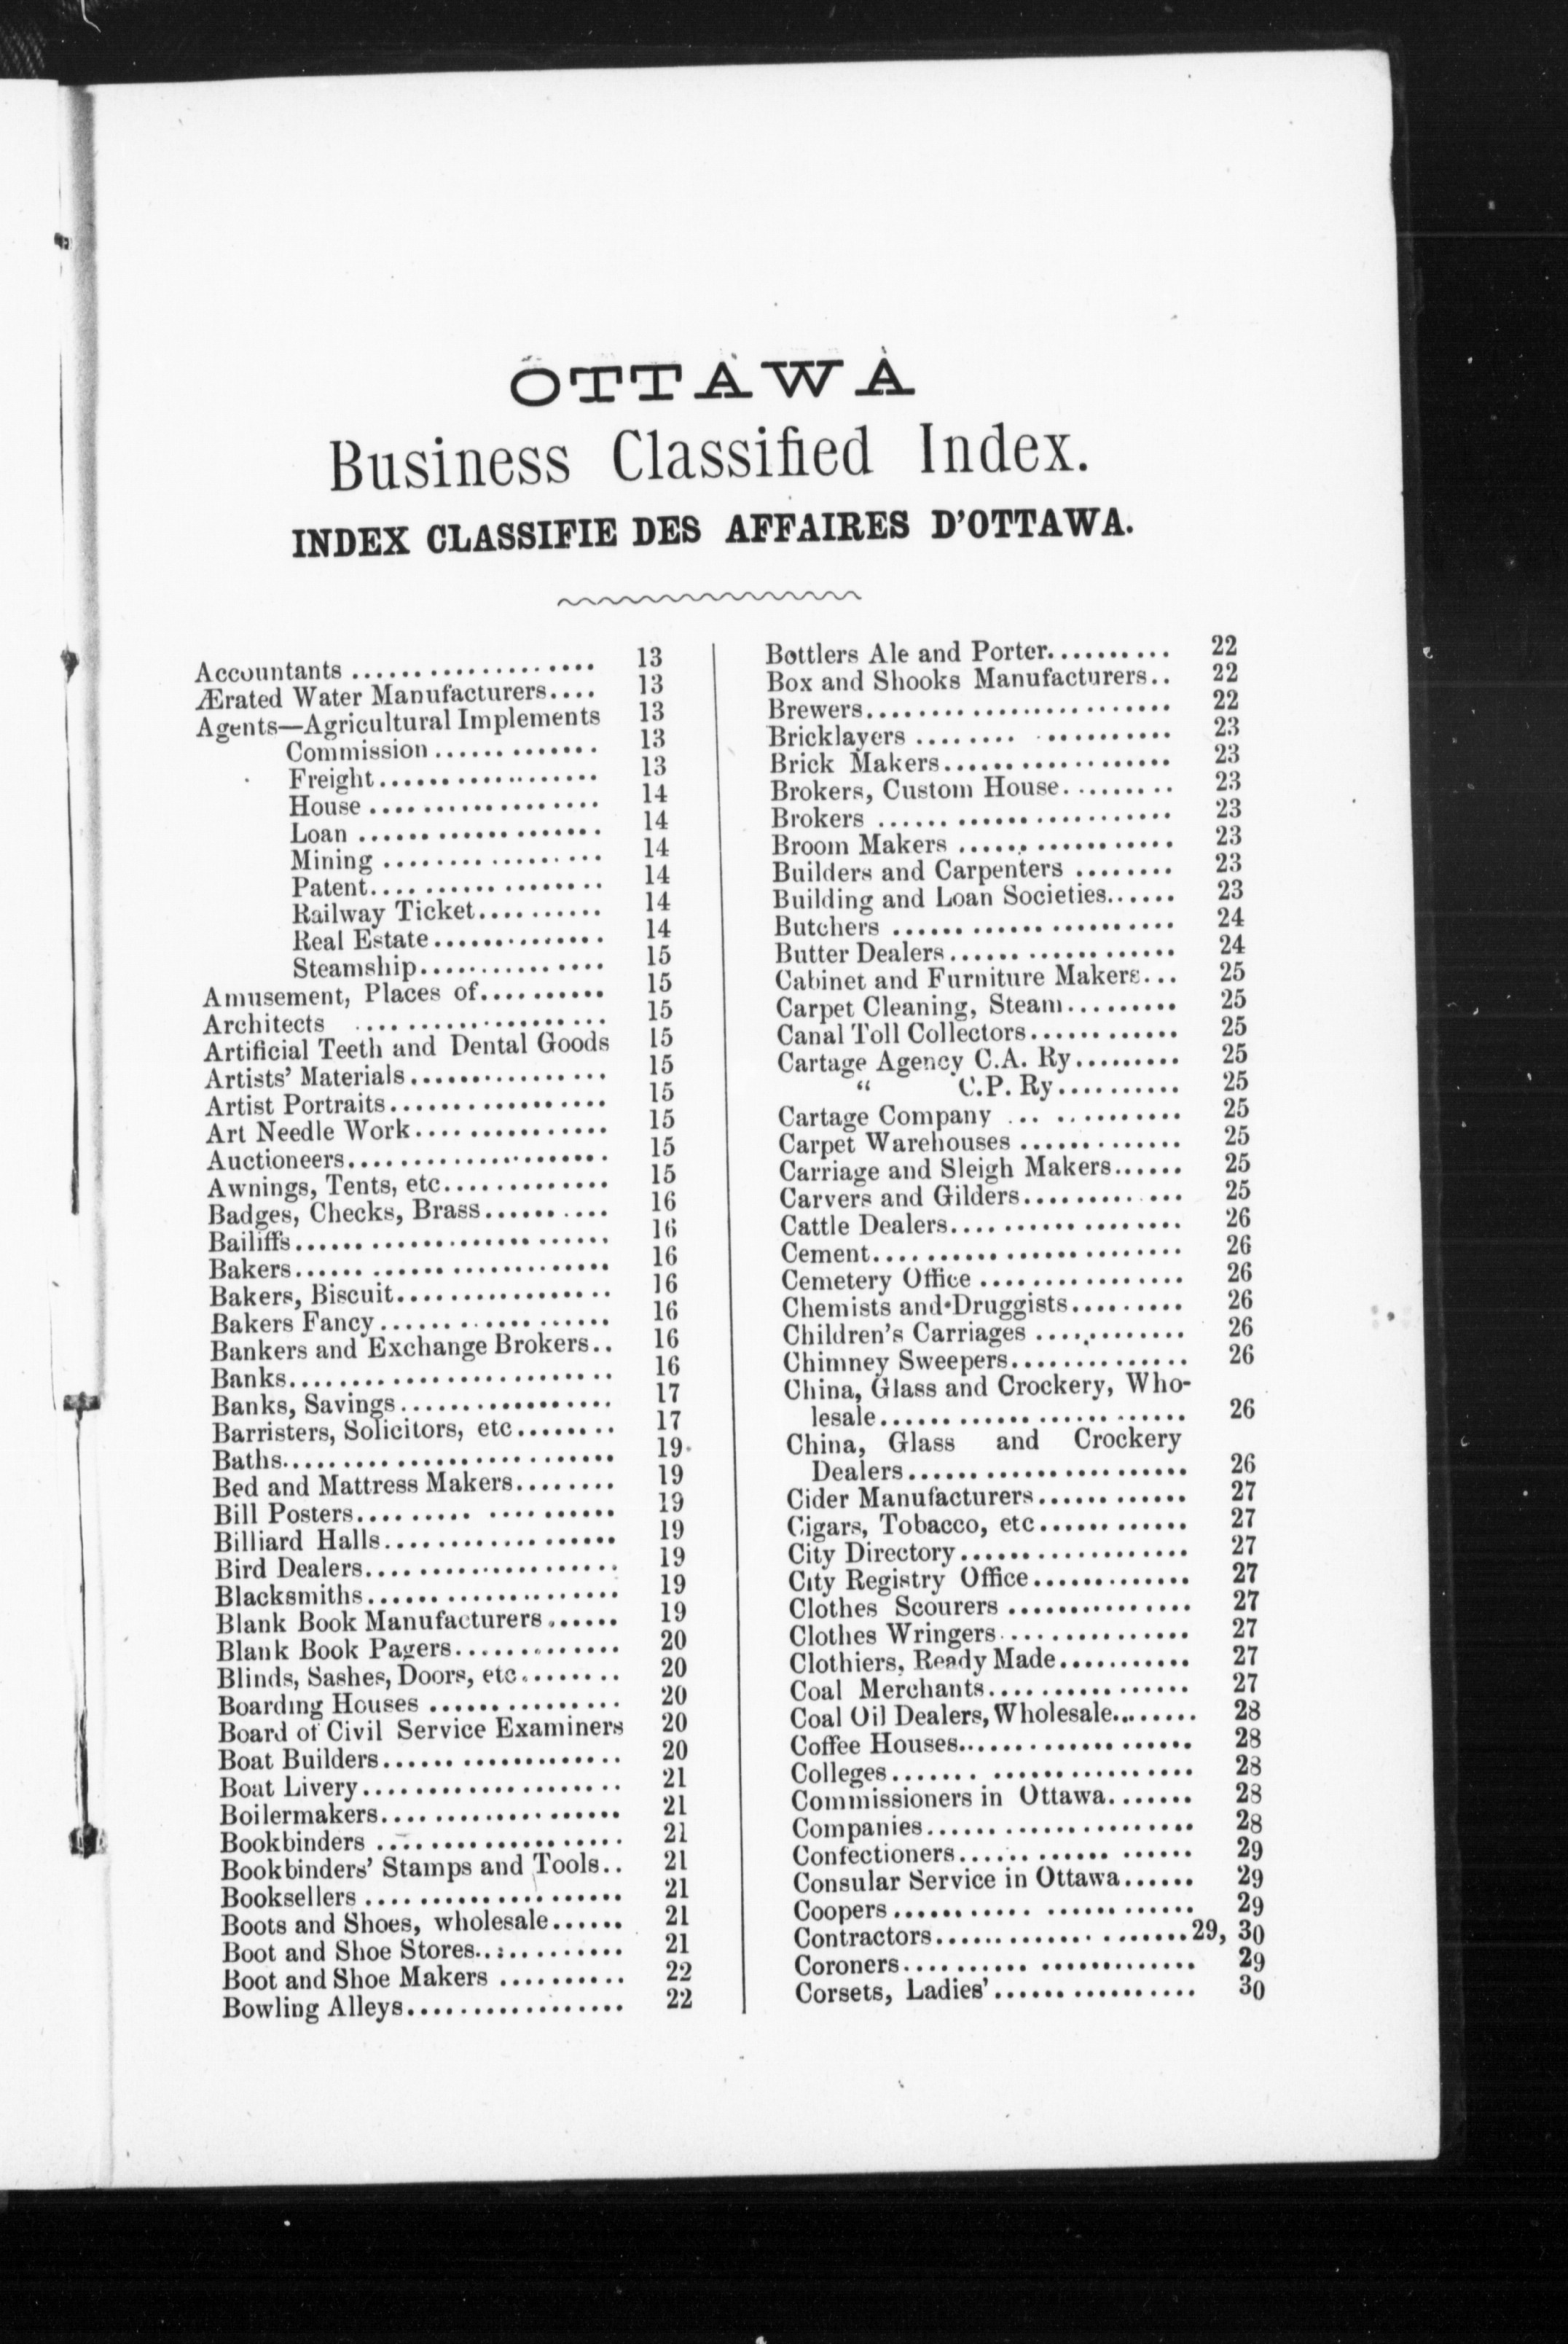 OTTAWA
Business Classified Index.
INDEX CLASSIFIE DES AFFAIRES D'OTTAWA.
Accountants .................... 13
Ærated Water Manufacturers.... 13
Agents—Agricultural Implements 13
Commission ............. 13
Freight.................. 13
House .................. 14
Loan ................... 14
Mining ................. 14
Patent.................. 14
Railway Ticket.......... 14
Real Estate.............. 14
Steamship............... 15
Amusement, Places of.......... 15
Architects .................... 15
Artificial Teeth and Dental Goods 15
Artists' Materials................ 15
Artist Portraits.................. 15
Art Needle Work................ 15
Auctioneers..................... 15
Awnings, Tents, etc............. 15
Badges, Checks, Brass.......... 16
Bailiffs.......................... 16
Bakers.......................... 16
Bakers, Biscuit.................. 16
Bakers Fancy................... 16
Bankers and Exchange Brokers.. 16
Banks.......................... 16
Banks, Savings.................. 17
Barristers, Solicitors, etc........ 17
Baths........................... 19
Bed and Mattress Makers........ 19
Bill Posters.................... 19
Billiard Halls................... 19
Bird Dealers.................... 19
Blacksmiths..................... 19
Blank Book Manufacturers...... 19
Blank Book Pagers............. 20
Blinds, Sashes, Doors, etc........ 20
Boarding Houses ............... 20
Board of Civil Service Examiners 20
Boat Builders................... 20
Boat Livery..................... 21
Boilermakers................... 21
Bookbinders .................... 21
Bookbinders' Stamps and Tools.. 21
Booksellers .................... 21
Boots and Shoes, wholesale...... 21
Boot and Shoe Stores............ 21
Boot and Shoe Makers .......... 22
Bowling Alleys................. 22
Bottlers Ale and Porter.......... 22
Box and Shooks Manufacturers.. 22
Brewers........................ 22
Bricklayers .................. 23
Brick Makers................... 23
Brokers, Custom House......... 23
Brokers ...................... 23
Broom Makers ................. 23
Builders and Carpenters ........ 23
Building and Loan Societies...... 23
Butchers ...................... 24
Butter Dealers.................. 24
Cabinet and Furniture Makers... 25
Carpet Cleaning, Steam......... 25
Canal Toll Collectors............ 25
Cartage Agency C.A. Ry......... 25
" C.P. Ry.......... 25
Cartage Company ............. 25
Carpet Warehouses ............. 25
Carriage and Sleigh Makers...... 25
Carvers and Gilders............. 25
Cattle Dealers.................. 26
Cement........................ 26
Cemetery Office ................ 26
Chemists and Druggists......... 26
Children's Carriages ............ 26
Chimney Sweepers.............. 26
China, Glass and Crockery, Who-
lesale........................ 26
China, Glass and Crockery
Dealers...................... 26
Cider Manufacturers............ 27
Cigars, Tobacco, etc............ 27
City Directory.................. 27
City Registry Office............. 27
Clothes Scourers ............... 27
Clothes Wringers............... 27
Clothiers, Ready Made........... 27
Coal Merchants................. 27
Coal Oil Dealers, Wholesale........ 28
Coffee Houses................... 28
Colleges....................... 28
Commissioners in Ottawa....... 28
Companies..................... 28
Confectioners.................. 29
Consular Service in Ottawa...... 29
Coopers....................... 29
Contractors....................29, 30
Coroners....................... 29
Corsets, Ladies'................ 30